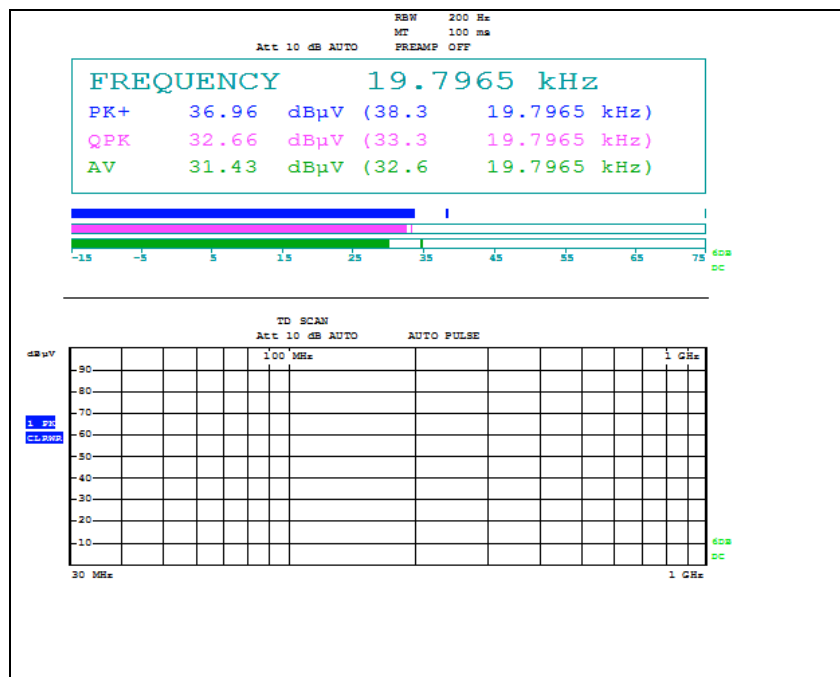 RBW 200 Hz
MT 100 ms
Att 10 dB AUTO PREAMP OFF
FREQUENCY 19.7965 kHz
PK+ 36.96 dBµV (38.3 19.7965 kHz)
QPK 32.66 dBµV (33.3 19.7965 kHz)
AV 31.43 dBµV (32.6 19.7965 kHz)
-15 -5 5 15 25 35 45 55 65 75
6DB
DC
TD SCAN
Att 10 dB AUTO AUTO PULSE
dBµV 100 MHz 1 GHz
90
80
70
1 PK
CLRWR 60
50
40
30
20
10 6DB
DC
30 MHz 1 GHz